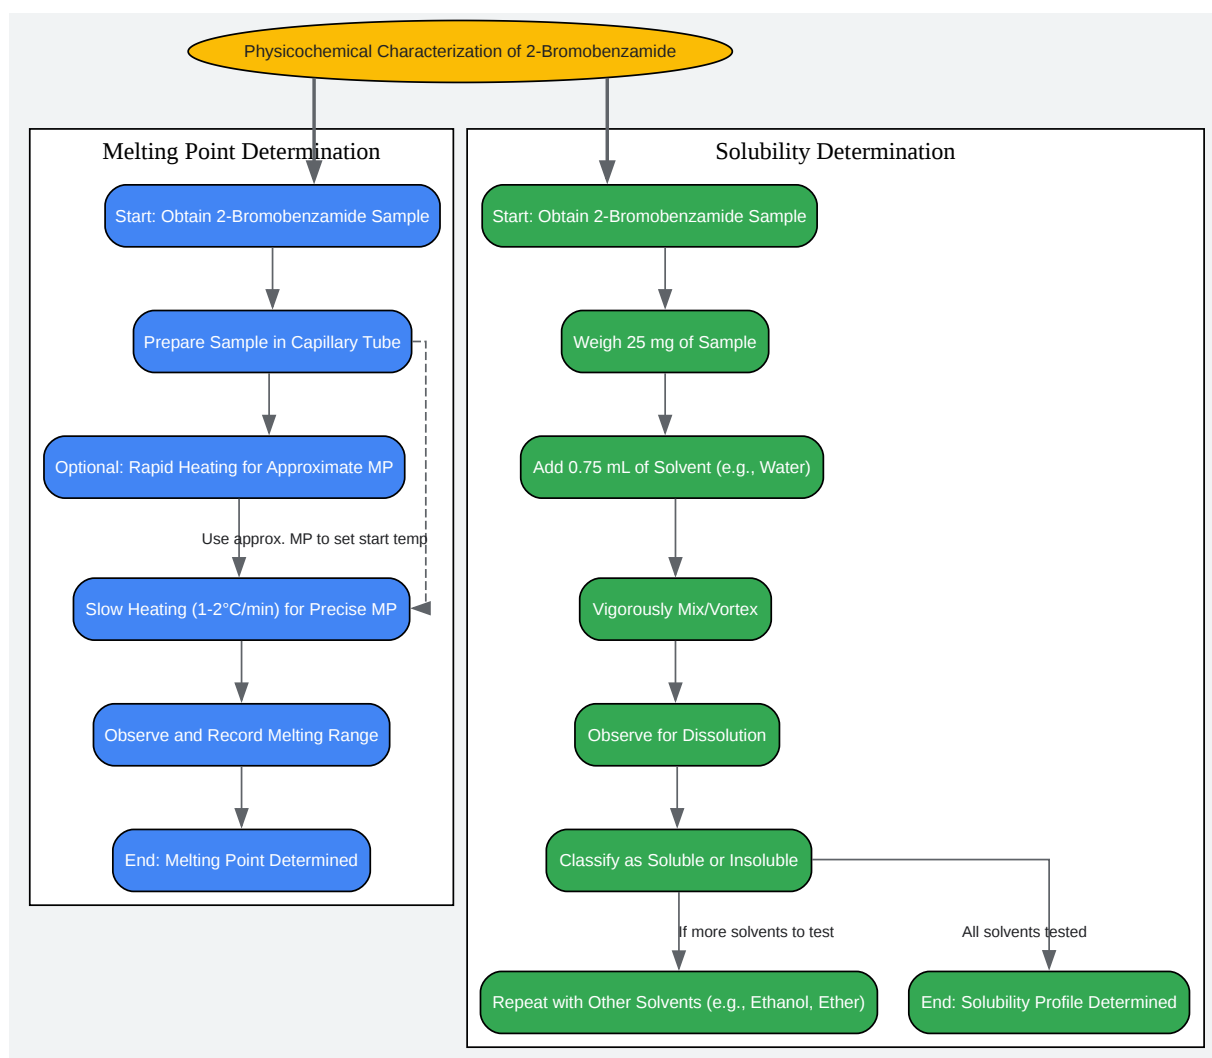 Physicochemical Characterization of 2-Bromobenzamide
Melting Point Determination
Start: Obtain 2-Bromobenzamide Sample
Prepare Sample in Capillary Tube
Optional: Rapid Heating for Approximate MP
Use approx. MP to set start temp
Slow Heating (1-2°C/min) for Precise MP
Observe and Record Melting Range
End: Melting Point Determined
Solubility Determination
Start: Obtain 2-Bromobenzamide Sample
Weigh 25 mg of Sample
Add 0.75 mL of Solvent (e.g., Water)
Vigorously Mix/Vortex
Observe for Dissolution
Classify as Soluble or Insoluble
If more solvents to test
All solvents tested
Repeat with Other Solvents (e.g., Ethanol, Ether)
End: Solubility Profile Determined